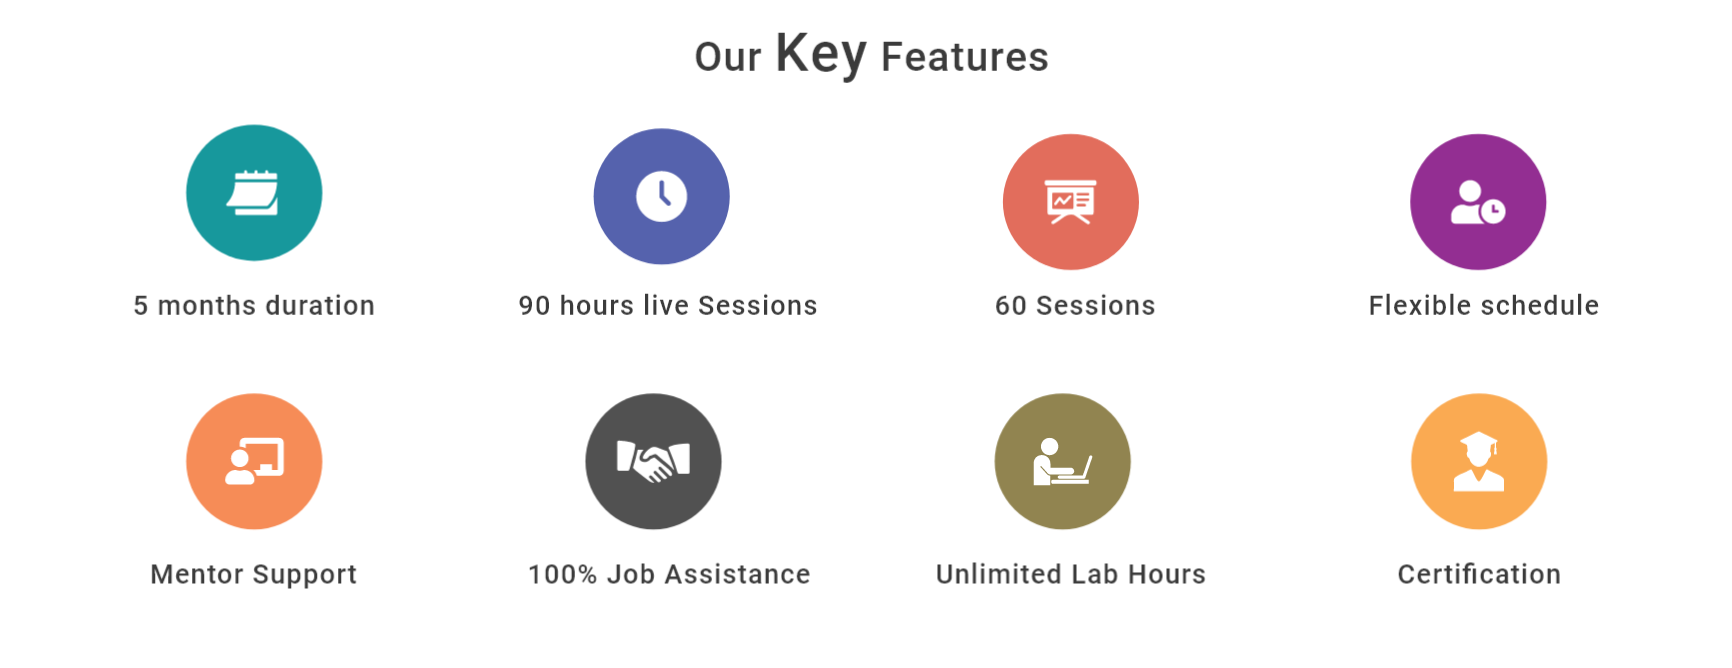 Our Key Features
5 months duration
90 hours live Sessions
60 Sessions
Flexible schedule
Mentor Support
100% Job Assistance
Unlimited Lab Hours
Certification